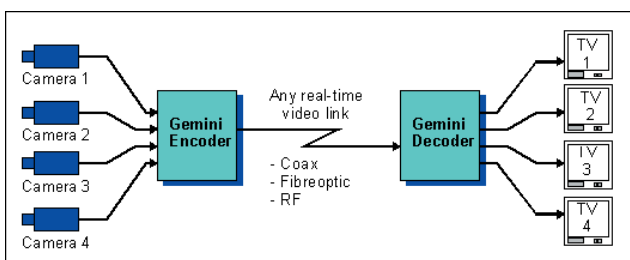 Camera 1
Camera 2
Camera 3
Camera 4
Gemini
Encoder
Any real-time
video link
- Coax
- Fibreoptic
- RF
Gemini
Decoder
TV
1
TV
2
TV
3
TV
4